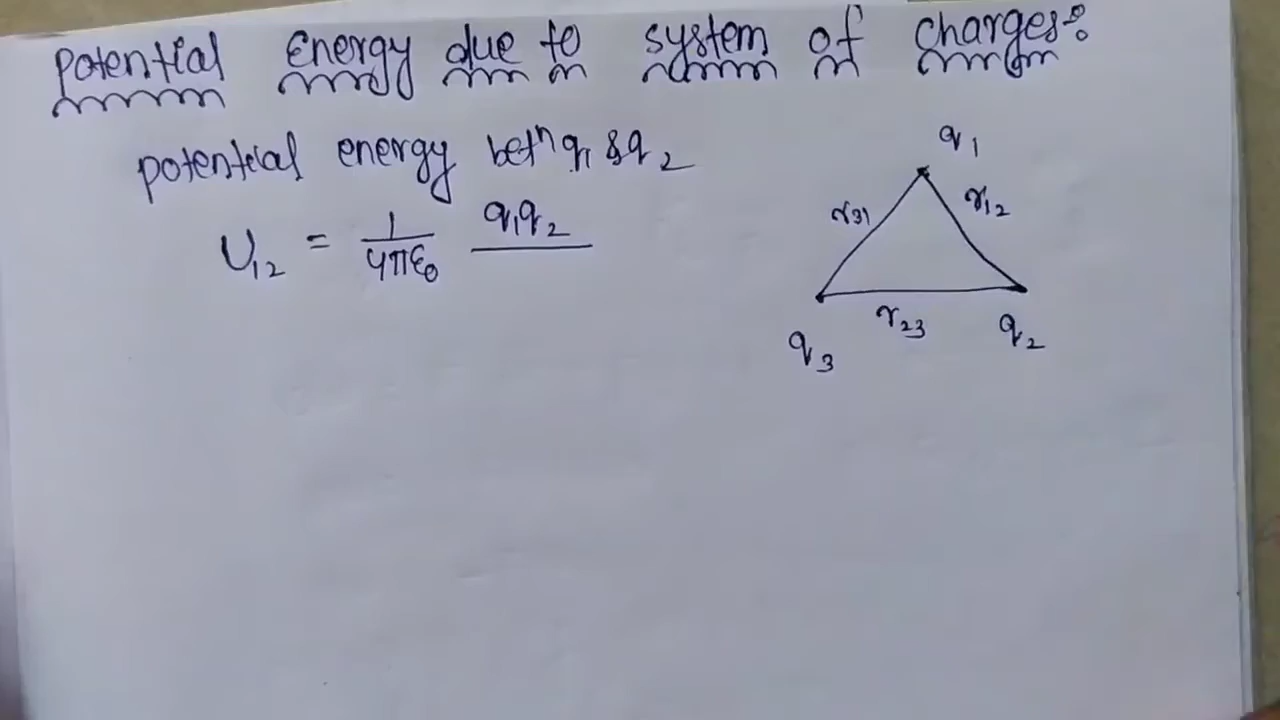 Potential Energy due to system of charges:
potential energy betⁿ q₁ & q₂
U₁₂ = 1/4πε₀ q₁q₂
q₁
r₃₁ r₁₂
r₂₃
q₃ q₂